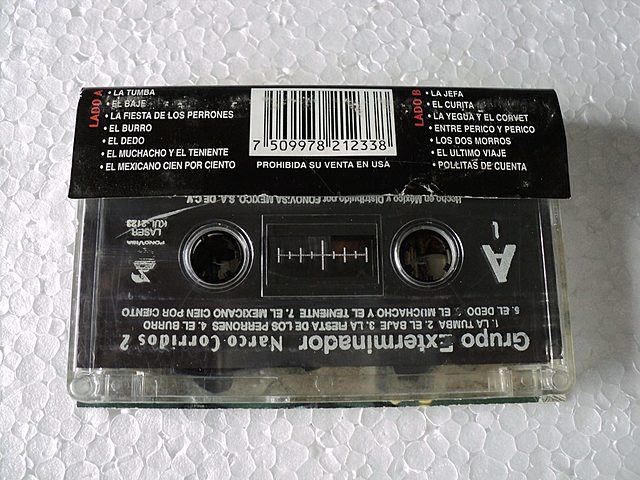 LADO A
• LA TUMBA
• EL BAJE
• LA FIESTA DE LOS PERRONES
• EL BURRO
• EL DEDO
• EL MUCHACHO Y EL TENIENTE
• EL MEXICANO CIEN POR CIENTO
7 509978 212338
PROHIBIDA SU VENTA EN USA
LADO B
• LA JEFA
• EL CURITA
• LA YEGUA Y EL CORVET
• ENTRE PERICO Y PERICO
• LOS DOS MORROS
• EL ULTIMO VIAJE
• POLLITAS DE CUENTA
Grupo Exterminador Narco Corridos 2
1. LA TUMBA 2. EL BAJE 3. LA FIESTA DE LOS PERRONES 4. EL BURRO
5. EL DEDO 6. EL MUCHACHO Y EL TENIENTE 7. EL MEXICANO CIEN POR CIENTO
A
FONOVISA
LASER
KUL 2123
Hecho en México y Distribuido por FONOVISA MEXICO, S.A. DE C.V.